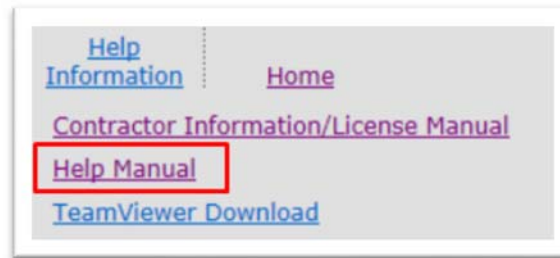 Help
Information
Home
Contractor Information/License Manual
Help Manual
TeamViewer Download